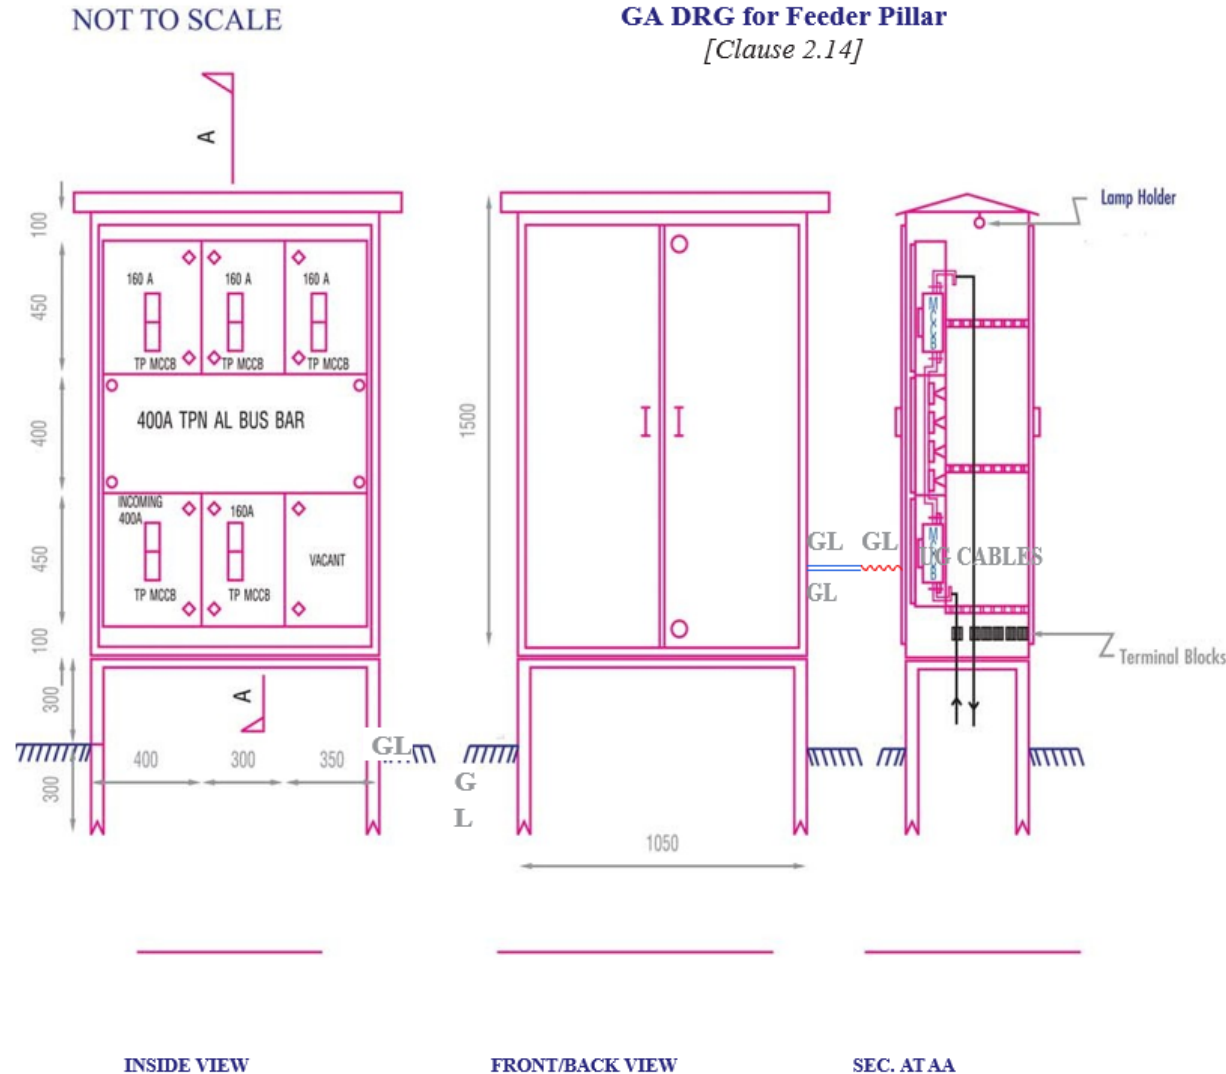 NOT TO SCALE
GA DRG for Feeder Pillar
[Clause 2.14]
A
Lamp Holder
100
450
400
450
100
300
300
160 A
160 A
160 A
TP MCCB
TP MCCB
TP MCCB
400A TPN AL BUS BAR
INCOMING
400A
160A
VACANT
TP MCCB
TP MCCB
A
400
300
350
GL
1500
G
L
1050
GL
GL
GL
MCCB
MCCB
UG CABLES
Terminal Blocks
INSIDE VIEW
FRONT/BACK VIEW
SEC. AT AA